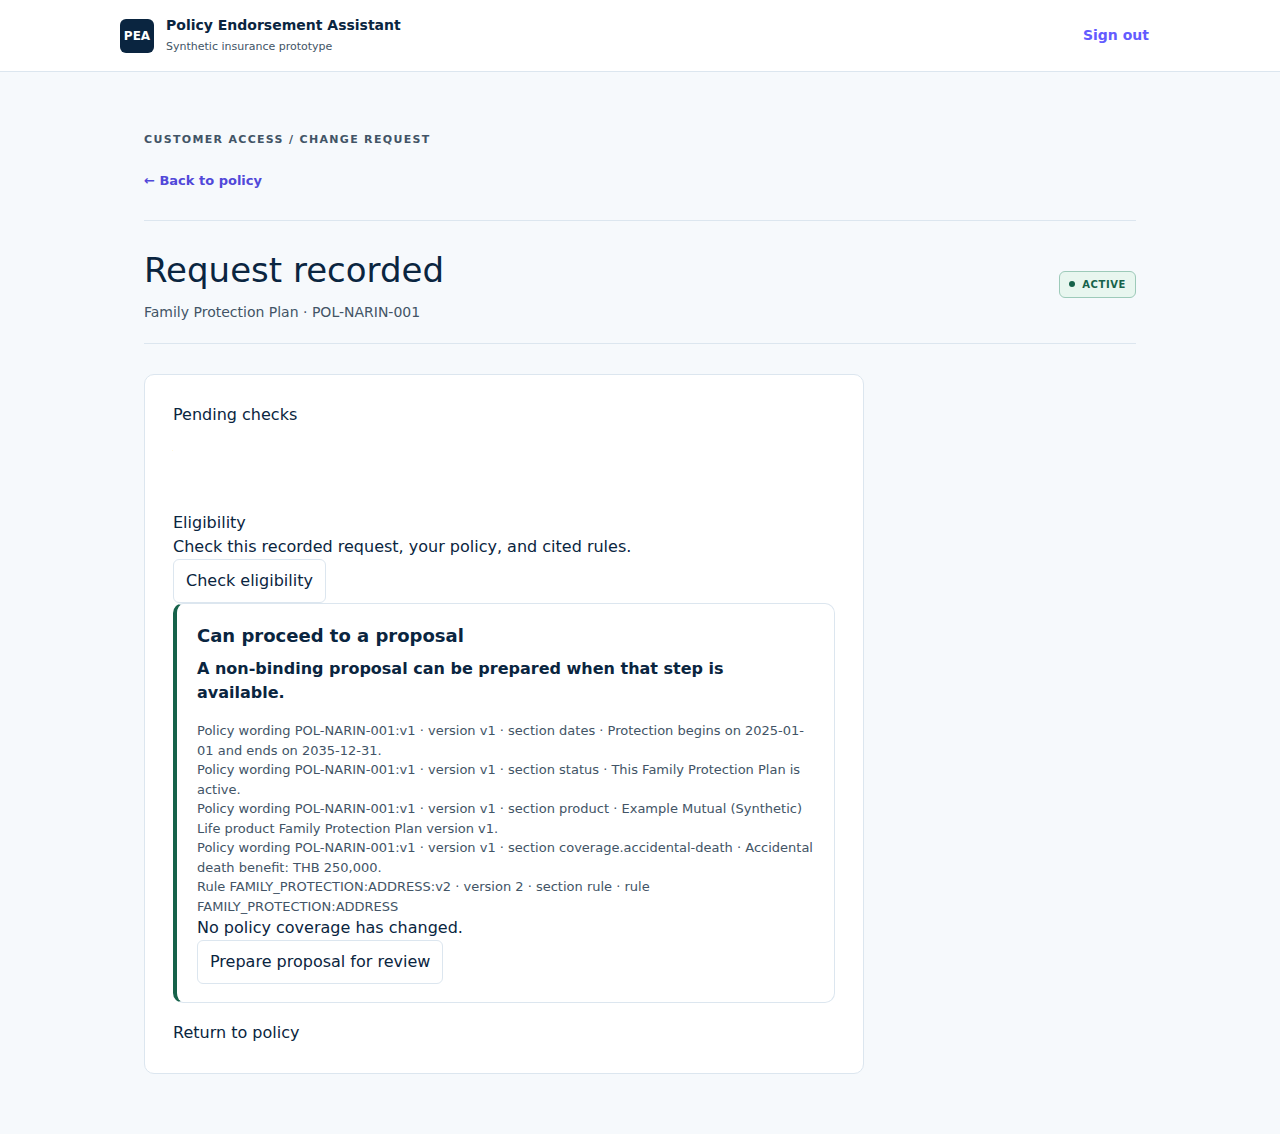 PEA
Policy Endorsement Assistant
Synthetic insurance prototype
Sign out
CUSTOMER ACCESS / CHANGE REQUEST
← Back to policy
Request recorded
ACTIVE
Family Protection Plan · POL-NARIN-001
Pending checks
Eligibility
Check this recorded request, your policy, and cited rules.
Check eligibility
Can proceed to a proposal
A non-binding proposal can be prepared when that step is
available.
Policy wording POL-NARIN-001:v1 · version v1 · section dates · Protection begins on 2025-01-
01 and ends on 2035-12-31.
Policy wording POL-NARIN-001:v1 · version v1 · section status · This Family Protection Plan is
active.
Policy wording POL-NARIN-001:v1 · version v1 · section product · Example Mutual (Synthetic)
Life product Family Protection Plan version v1.
Policy wording POL-NARIN-001:v1 · version v1 · section coverage.accidental-death · Accidental
death benefit: THB 250,000.
Rule FAMILY_PROTECTION:ADDRESS:v2 · version 2 · section rule · rule
FAMILY_PROTECTION:ADDRESS
No policy coverage has changed.
Prepare proposal for review
Return to policy